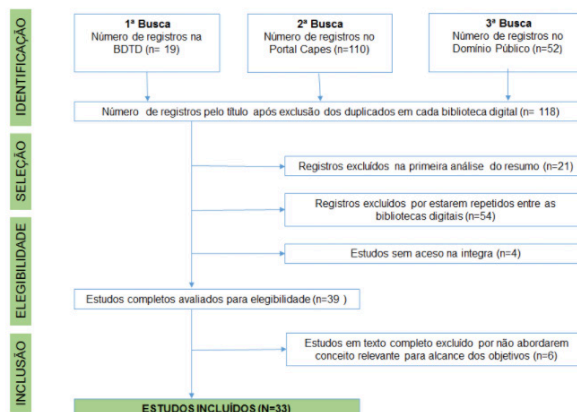 IDENTIFICAÇÃO
1ª Busca
Número de registros na
BDTD (n= 19)
2ª Busca
Número de registros no
Portal Capes (n=110)
3ª Busca
Número de registros no
Domínio Público (n=52)
Número de registros pelo título após exclusão dos duplicados em cada biblioteca digital (n= 118)
SELEÇÃO
Registros excluídos na primeira análise do resumo (n=21)
Registros excluídos por estarem repetidos entre as
bibliotecas digitais (n=54)
ELEGIBILIDADE
Estudos sem aceso na integra (n=4)
Estudos completos avaliados para elegibilidade (n=39 )
INCLUSÃO
Estudos em texto completo excluído por não abordarem
conceito relevante para alcance dos objetivos (n=6)
ESTUDOS INCLUÍDOS (N=33)